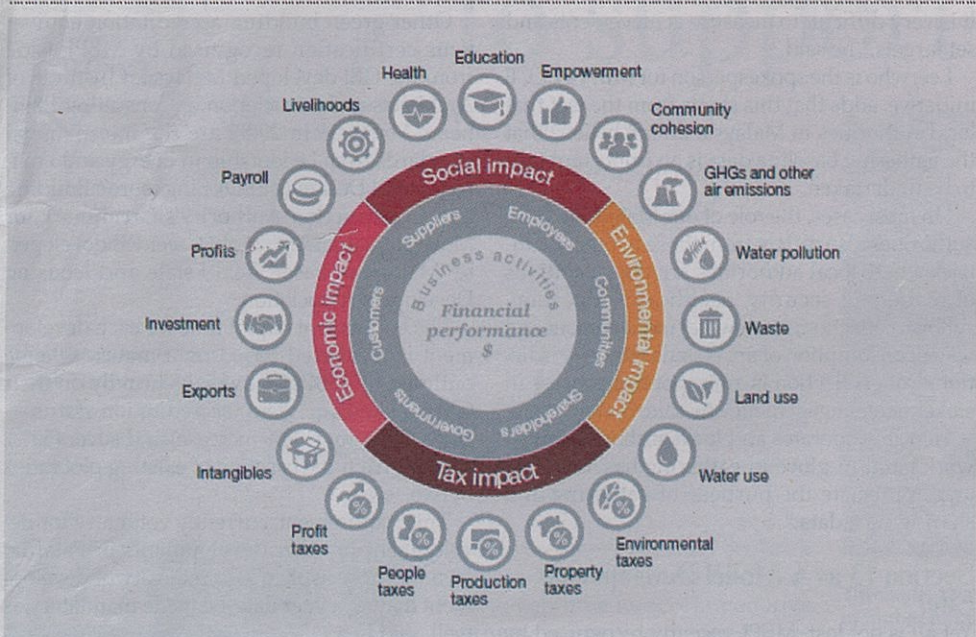 Education
Health
Empowerment
Livelihoods
Community
cohesion
Payroll
GHGs and other
air emissions
Profits
Water pollution
Investment
Waste
Exports
Land use
Intangibles
Water use
Profit
taxes
People
taxes
Production
taxes
Property
taxes
Environmental
taxes
Social impact
Environmental impact
Tax impact
Economic impact
Suppliers
Employees
Communities
Shareholders
Governments
Customers
Business activities
Financial
performance
$
%
%
%
%
%